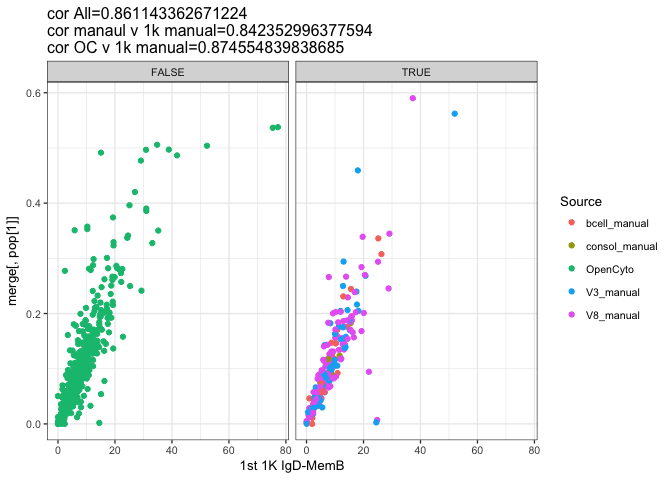 cor All=0.861143362671224
cor manaul v 1k manual=0.842352996377594
cor OC v 1k manual=0.874554839838685
FALSE
TRUE
0.6
0.4
0.2
0.0
merge[, pop[1]]
0
20
40
60
80
0
20
40
60
80
1st 1K IgD-MemB
Source
bcell_manual
consol_manual
OpenCyto
V3_manual
V8_manual